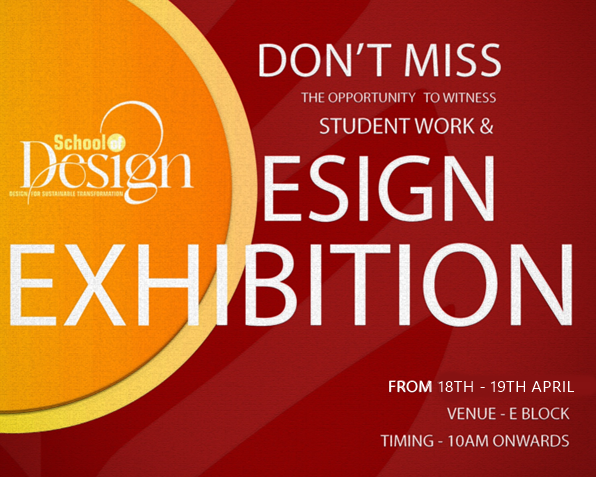 DON'T MISS
THE OPPORTUNITY TO WITNESS
STUDENT WORK &
School of
Design
DESIGN FOR SUSTAINABLE TRANSFORMATION
ESIGN
EXHIBITION
FROM 18TH - 19TH APRIL
VENUE - E BLOCK
TIMING - 10AM ONWARDS